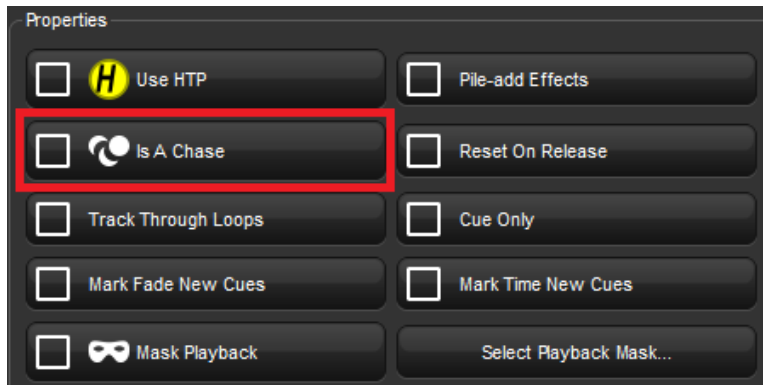 Properties
H Use HTP
Pile-add Effects
Is A Chase
Reset On Release
Track Through Loops
Cue Only
Mark Fade New Cues
Mark Time New Cues
Mask Playback
Select Playback Mask...